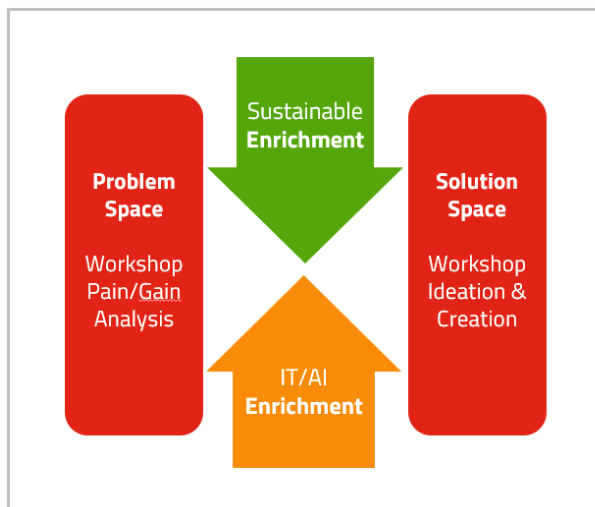 Problem
Space
Workshop
Pain/Gain
Analysis
Sustainable
Enrichment
IT/AI
Enrichment
Solution
Space
Workshop
Ideation &
Creation